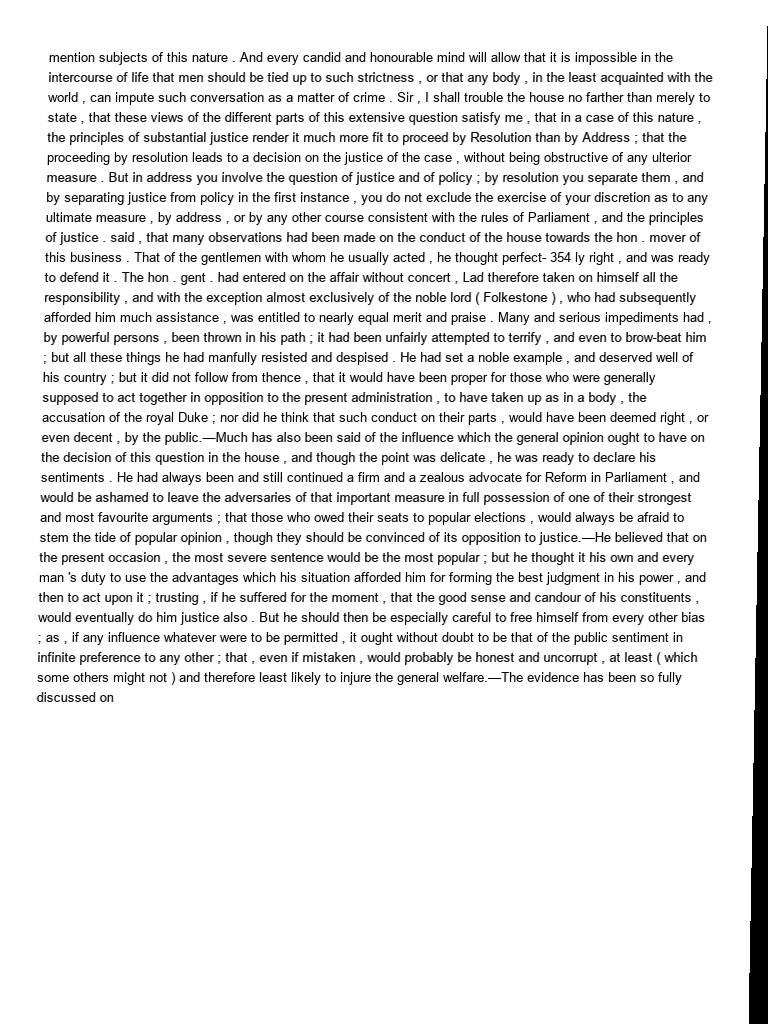 mention subjects of this nature . And every candid and honourable mind will allow that it is impossible in the
intercourse of life that men should be tied up to such strictness , or that any body , in the least acquainted with the
world , can impute such conversation as a matter of crime . Sir , I shall trouble the house no farther than merely to
state , that these views of the different parts of this extensive question satisfy me , that in a case of this nature ,
the principles of substantial justice render it much more fit to proceed by Resolution than by Address ; that the
proceeding by resolution leads to a decision on the justice of the case , without being obstructive of any ulterior
measure . But in address you involve the question of justice and of policy ; by resolution you separate them , and
by separating justice from policy in the first instance , you do not exclude the exercise of your discretion as to any
ultimate measure , by address , or by any other course consistent with the rules of Parliament , and the principles
of justice . said , that many observations had been made on the conduct of the house towards the hon . mover of
this business . That of the gentlemen with whom he usually acted , he thought perfect- 354 ly right , and was ready
to defend it . The hon . gent . had entered on the affair without concert , Lad therefore taken on himself all the
responsibility , and with the exception almost exclusively of the noble lord ( Folkestone ) , who had subsequently
afforded him much assistance , was entitled to nearly equal merit and praise . Many and serious impediments had ,
by powerful persons , been thrown in his path ; it had been unfairly attempted to terrify , and even to brow-beat him
; but all these things he had manfully resisted and despised . He had set a noble example , and deserved well of
his country ; but it did not follow from thence , that it would have been proper for those who were generally
supposed to act together in opposition to the present administration , to have taken up as in a body , the
accusation of the royal Duke ; nor did he think that such conduct on their parts , would have been deemed right , or
even decent , by the public.—Much has also been said of the influence which the general opinion ought to have on
the decision of this question in the house , and though the point was delicate , he was ready to declare his
sentiments . He had always been and still continued a firm and a zealous advocate for Reform in Parliament , and
would be ashamed to leave the adversaries of that important measure in full possession of one of their strongest
and most favourite arguments ; that those who owed their seats to popular elections , would always be afraid to
stem the tide of popular opinion , though they should be convinced of its opposition to justice.—He believed that on
the present occasion , the most severe sentence would be the most popular ; but he thought it his own and every
man 's duty to use the advantages which his situation afforded him for forming the best judgment in his power , and
then to act upon it ; trusting , if he suffered for the moment , that the good sense and candour of his constituents ,
would eventually do him justice also . But he should then be especially careful to free himself from every other bias
; as , if any influence whatever were to be permitted , it ought without doubt to be that of the public sentiment in
infinite preference to any other ; that , even if mistaken , would probably be honest and uncorrupt , at least ( which
some others might not ) and therefore least likely to injure the general welfare.—The evidence has been so fully
discussed on